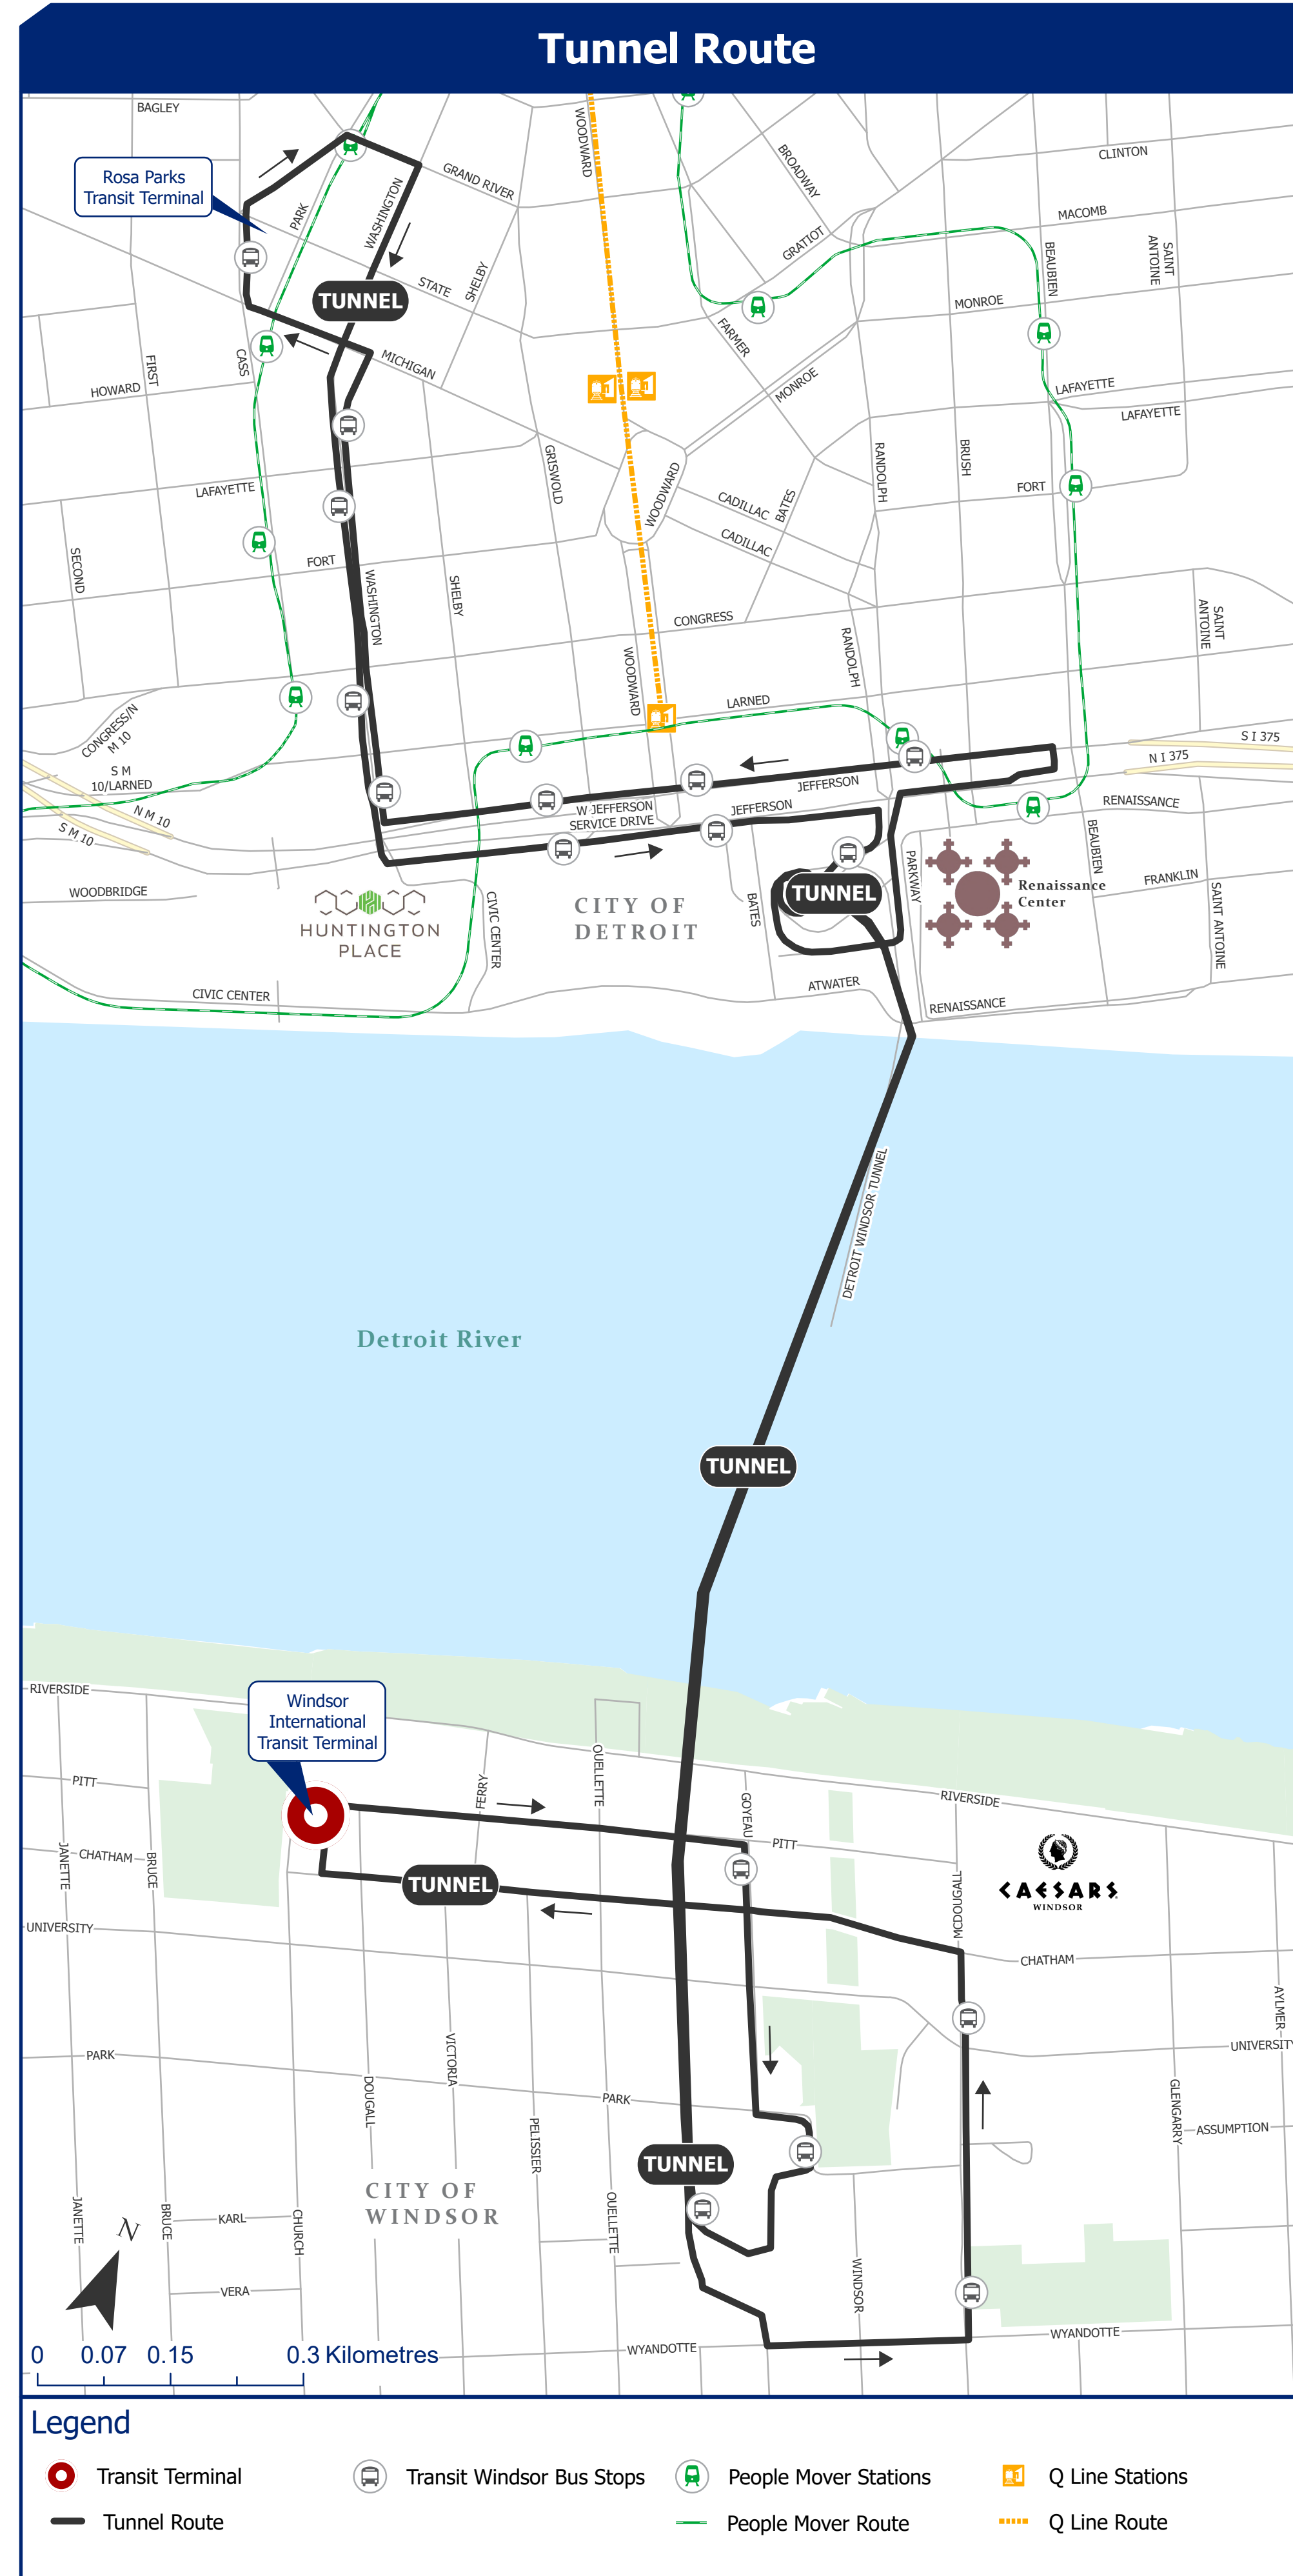 Tunnel Route
BAGLEY
WOODWARD
BROADWAY
CLINTON
Rosa Parks
Transit Terminal
GRAND RIVER
PARK
WASHINGTON
MACOMB
GRATIOT
BEAUBIEN
SAINT
ANTOINE
STATE
SHELBY
TUNNEL
MONROE
FARMER
MICHIGAN
FIRST
CASS
HOWARD
MONROE
LAFAYETTE
LAFAYETTE
GRISWOLD
WOODWARD
RANDOLPH
BRUSH
LAFAYETTE
CADILLAC
BATES
FORT
CADILLAC
SECOND
FORT
WASHINGTON
SHELBY
CONGRESS
SAINT
ANTOINE
WOODWARD
RANDOLPH
LARNED
CONGRESS/N
M 10
S I 375
N I 375
S M
10/LARNED
JEFFERSON
W JEFFERSON
SERVICE DRIVE
JEFFERSON
RENAISSANCE
N M 10
S M 10
BEAUBIEN
WOODBRIDGE
HUNTINGTON
PLACE
CIVIC CENTER
CITY OF
DETROIT
BATES
TUNNEL
PARKWAY
Renaissance
Center
FRANKLIN
SAINT ANTOINE
CIVIC CENTER
ATWATER
RENAISSANCE
DETROIT WINDSOR TUNNEL
Detroit River
TUNNEL
RIVERSIDE
Windsor
International
Transit Terminal
PITT
FERRY
OUELLETTE
GOYEAU
RIVERSIDE
PITT
JANETTE
CHATHAM
BRUCE
TUNNEL
MCDOUGALL
CAESARS
WINDSOR
UNIVERSITY
CHATHAM
AYLMER
UNIVERSITY
PARK
VICTORIA
DOUGALL
PARK
PELISSIER
GLENGARRY
ASSUMPTION
TUNNEL
CITY OF
WINDSOR
JANETTE
BRUCE
KARL
CHURCH
OUELLETTE
N
WINDSOR
VERA
WYANDOTTE
WYANDOTTE
0 0.07 0.15 0.3 Kilometres
Legend
Transit Terminal
Transit Windsor Bus Stops
People Mover Stations
Q Line Stations
Tunnel Route
People Mover Route
Q Line Route